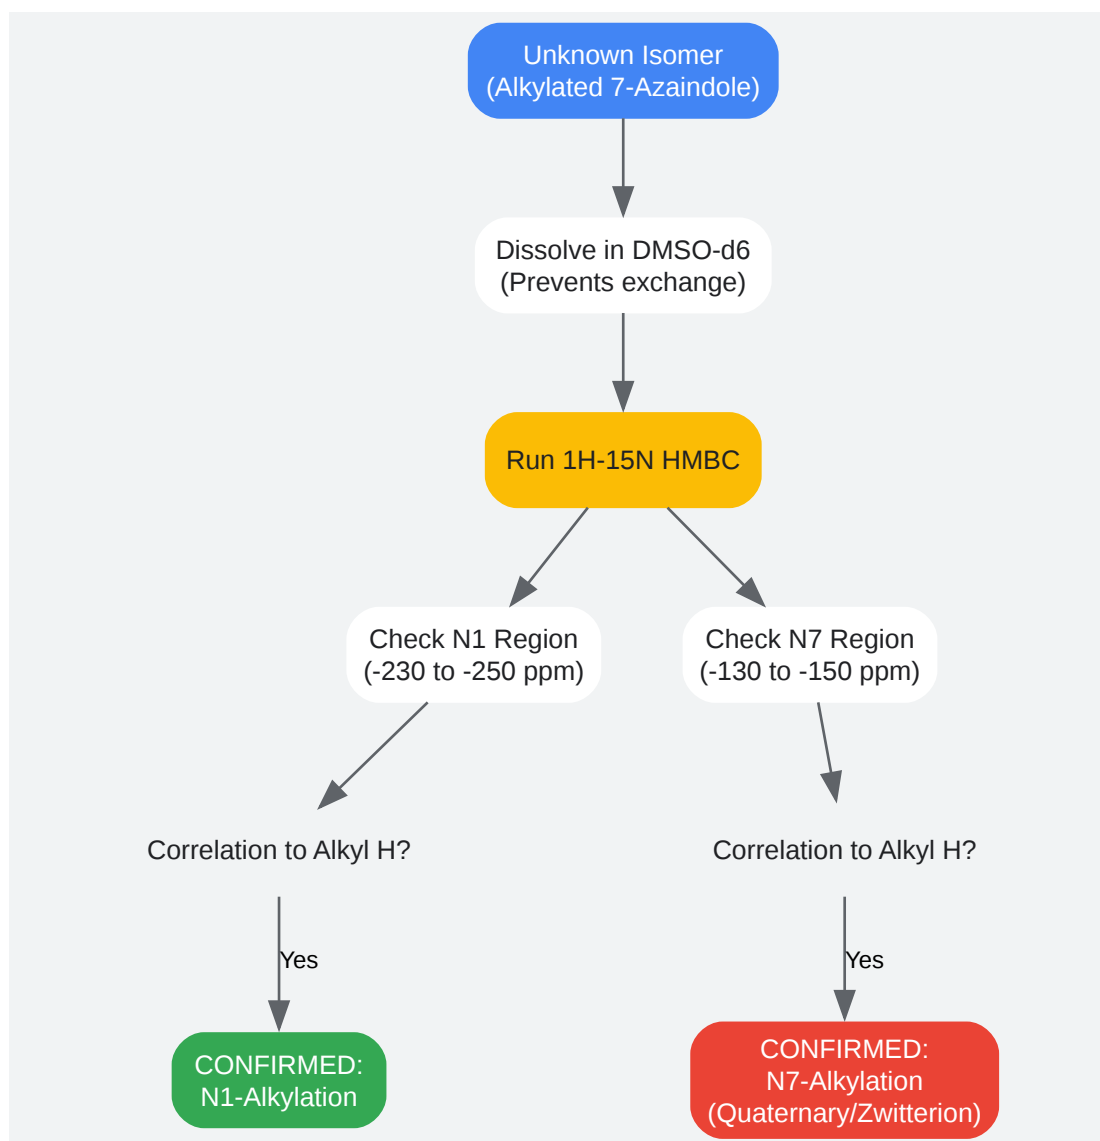 Unknown Isomer
(Alkylated 7-Azaindole)
Dissolve in DMSO-d6
(Prevents exchange)
Run 1H-15N HMBC
Check N1 Region
(-230 to -250 ppm)
Check N7 Region
(-130 to -150 ppm)
Correlation to Alkyl H?
Correlation to Alkyl H?
Yes
Yes
CONFIRMED:
N1-Alkylation
CONFIRMED:
N7-Alkylation
(Quaternary/Zwitterion)